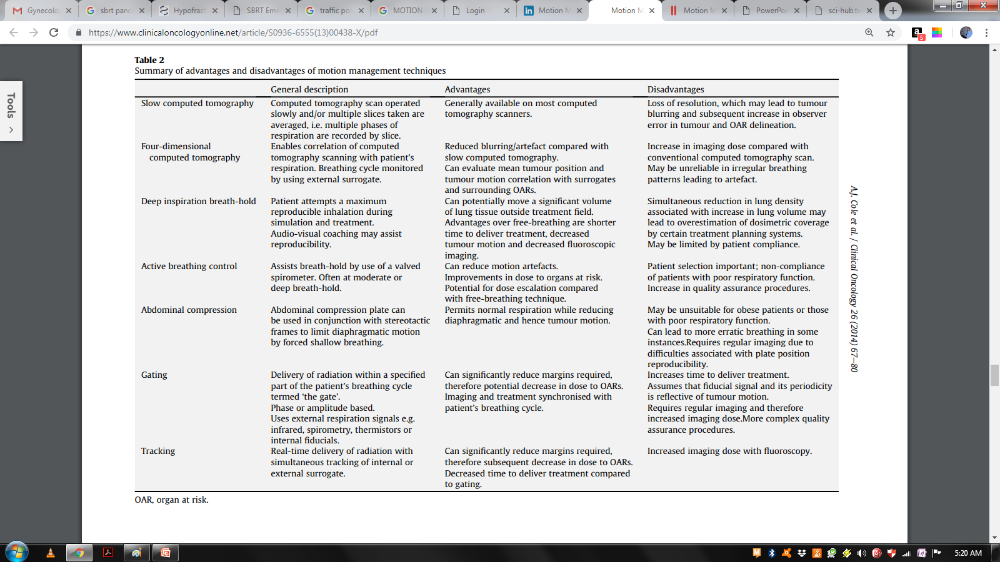 Gynecolo
sbrt panc
Hypofract
SBRT Eme
traffic pol
MOTION
Login
Motion M
Motion M
Motion M
PowerPoi
sci-hub.tw
https://www.clinicaloncologyonline.net/article/S0936-6555(13)00438-X/pdf
5
Tools
Table 2
Summary of advantages and disadvantages of motion management techniques
General description Advantages Disadvantages
Slow computed tomography
Computed tomography scan operated
slowly and/or multiple slices taken are
averaged, i.e. multiple phases of
respiration are recorded by slice.
Generally available on most computed
tomography scanners.
Loss of resolution, which may lead to tumour
blurring and subsequent increase in observer
error in tumour and OAR delineation.
Four-dimensional
computed tomography
Enables correlation of computed
tomography scanning with patient's
respiration. Breathing cycle monitored
by using external surrogate.
Reduced blurring/artefact compared with
slow computed tomography.
Can evaluate mean tumour position and
tumour motion correlation with surrogates
and surrounding OARs.
Increase in imaging dose compared with
conventional computed tomography scan.
May be unreliable in irregular breathing
patterns leading to artefact.
Deep inspiration breath-hold
Patient attempts a maximum
reproducible inhalation during
simulation and treatment.
Audio-visual coaching may assist
reproducibility.
Can potentially move a significant volume
of lung tissue outside treatment field.
Advantages over free-breathing are shorter
time to deliver treatment, decreased
tumour motion and decreased fluoroscopic
imaging.
Simultaneous reduction in lung density
associated with increase in lung volume may
lead to overestimation of dosimetric coverage
by certain treatment planning systems.
May be limited by patient compliance.
Active breathing control
Assists breath-hold by use of a valved
spirometer. Often at moderate or
deep breath-hold.
Can reduce motion artefacts.
Improvements in dose to organs at risk.
Potential for dose escalation compared
with free-breathing technique.
Patient selection important; non-compliance
of patients with poor respiratory function.
Increase in quality assurance procedures.
Abdominal compression
Abdominal compression plate can
be used in conjunction with stereotactic
frames to limit diaphragmatic motion
by forced shallow breathing.
Permits normal respiration while reducing
diaphragmatic and hence tumour motion.
May be unsuitable for obese patients or those
with poor respiratory function.
Can lead to more erratic breathing in some
instances.Requires regular imaging due to
difficulties associated with plate position
reproducibility.
Gating
Delivery of radiation within a specified
part of the patient's breathing cycle
termed 'the gate'.
Phase or amplitude based.
Uses external respiration signals e.g.
infrared, spirometry, thermistors or
internal fiducials.
Can significantly reduce margins required,
therefore potential decrease in dose to OARs.
Imaging and treatment synchronised with
patient's breathing cycle.
Increases time to deliver treatment.
Assumes that fiducial signal and its periodicity
is reflective of tumour motion.
Requires regular imaging and therefore
increased imaging dose.More complex quality
assurance procedures.
Tracking
Real-time delivery of radiation with
simultaneous tracking of internal or
external surrogate.
Can significantly reduce margins required,
therefore subsequent decrease in dose to OARs.
Decreased time to deliver treatment compared
to gating.
Increased imaging dose with fluoroscopy.
OAR, organ at risk.
A.J. Cole et al. / Clinical Oncology 26 (2014) 67–80
5:20 AM